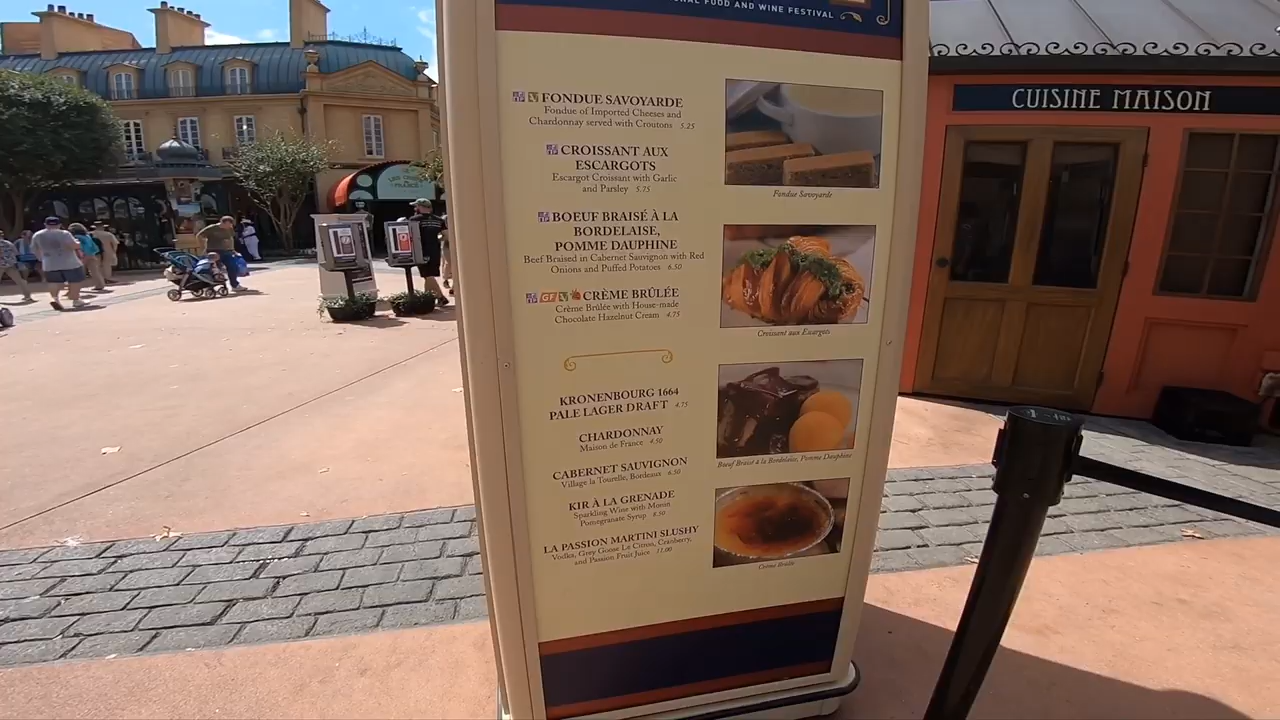 FOOD AND WINE FESTIVAL
FONDUE SAVOYARDE
Fondue of Imported Cheeses and
Chardonnay served with Croutons 5.25
CROISSANT AUX
ESCARGOTS
Escargot Croissant with Garlic
and Parsley 5.75
BOEUF BRAISÉ À LA
BORDELAISE,
POMME DAUPHINE
Beef Braised in Cabernet Sauvignon with Red
Onions and Puffed Potatoes 6.50
GF V CRÈME BRÛLÉE
Crème Brûlée with House-made
Chocolate Hazelnut Cream 4.75
KRONENBOURG 1664
PALE LAGER DRAFT 4.75
CHARDONNAY
Maison de France 4.50
CABERNET SAUVIGNON
Village la Tourelle, Bordeaux 6.50
KIR À LA GRENADE
Sparkling Wine with Monin
Pomegranate Syrup 8.50
LA PASSION MARTINI SLUSHY
Vodka, Grey Goose Le Citron, Cranberry,
and Passion Fruit Juice 11.00
Fondue Savoyarde
Croissant aux Escargots
Boeuf Braisé à la Bordelaise, Pomme Dauphine
Crème Brûlée
CUISINE MAISON
FRANCE